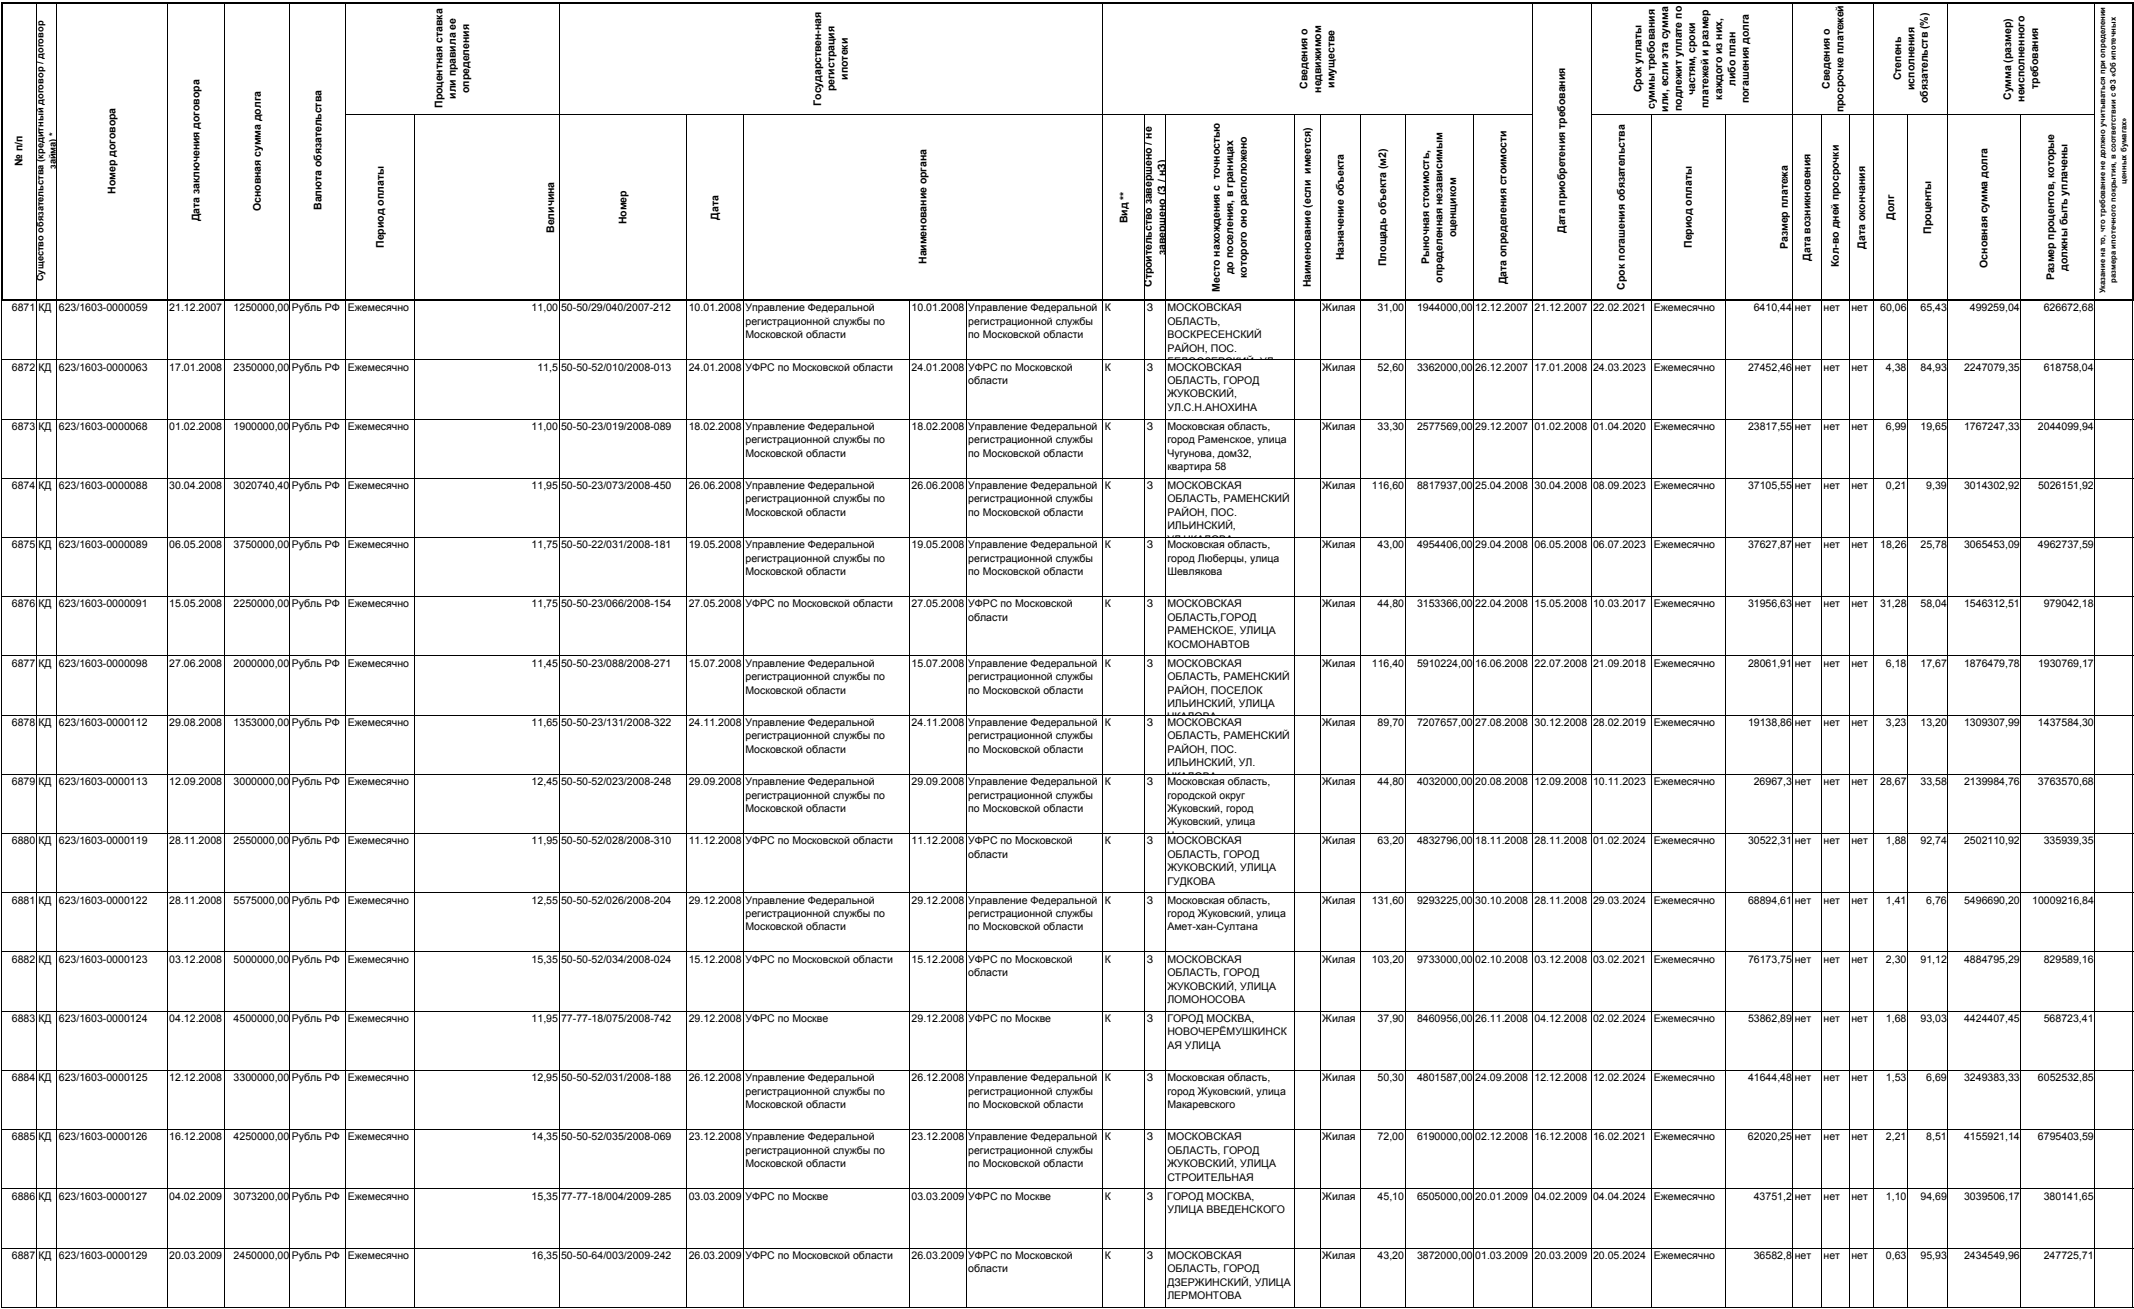 № п/п
Существо обязательства (кредитный договор / договор займа) *
Номер договора
Дата заключения договора
Основная сумма долга
Валюта обязательства
Процентная ставка или правила ее определения
Период оплаты
Величина
Государствен-ная регистрация ипотеки
Номер
Дата
Наименование органа
Сведения о недвижимом имуществе
Вид **
Строительство завершено / не завершено (З / нЗ)
Место нахождения с точностью до поселения, в границах которого оно расположено
Наименование (если имеется)
Назначение объекта
Площадь объекта (м2)
Рыночная стоимость, определенная независимым оценщиком
Дата определения стоимости
Дата приобретения требования
Срок уплаты суммы требования или, если эта сумма подлежит уплате по частям, сроки платежей и размер каждого из них, либо план погашения долга
Срок погашения обязательства
Период оплаты
Размер платежа
Сведения о просрочке платежей
Дата возникновения
Кол-во дней просрочки
Дата окончания
Степень исполнения обязательств (%)
Долг
Проценты
Сумма (размер) неисполненного требования
Основная сумма долга
Размер процентов, которые должны быть уплачены
Указание на то, что требование не должно учитываться при определении размера ипотечного покрытия, в соответствии с ФЗ «Об ипотечных ценных бумагах»
6871 КД 623/1603-0000059 21.12.2007 1250000,00 Рубль РФ Ежемесячно 11,00 50-50/29/040/2007-212 10.01.2008 Управление Федеральной регистрационной службы по Московской области 10.01.2008 Управление Федеральной регистрационной службы по Московской области К З МОСКОВСКАЯ ОБЛАСТЬ, ВОСКРЕСЕНСКИЙ РАЙОН, ПОС. Жилая 31,00 1944000,00 12.12.2007 21.12.2007 22.02.2021 Ежемесячно 6410,44 нет нет нет 60,06 65,43 499259,04 626672,68
6872 КД 623/1603-0000063 17.01.2008 2350000,00 Рубль РФ Ежемесячно 11,5 50-50-52/010/2008-013 24.01.2008 УФРС по Московской области 24.01.2008 УФРС по Московской области К З МОСКОВСКАЯ ОБЛАСТЬ, ГОРОД ЖУКОВСКИЙ, УЛ.С.Н.АНОХИНА Жилая 52,60 3362000,00 26.12.2007 17.01.2008 24.03.2023 Ежемесячно 27452,46 нет нет нет 4,38 84,93 2247079,35 618758,04
6873 КД 623/1603-0000068 01.02.2008 1900000,00 Рубль РФ Ежемесячно 11,00 50-50-23/019/2008-089 18.02.2008 Управление Федеральной регистрационной службы по Московской области 18.02.2008 Управление Федеральной регистрационной службы по Московской области К З Московская область, город Раменское, улица Чугунова, дом32, квартира 58 Жилая 33,30 2577569,00 29.12.2007 01.02.2008 01.04.2020 Ежемесячно 23817,55 нет нет нет 6,99 19,65 1767247,33 2044099,94
6874 КД 623/1603-0000088 30.04.2008 3020740,40 Рубль РФ Ежемесячно 11,95 50-50-23/073/2008-450 26.06.2008 Управление Федеральной регистрационной службы по Московской области 26.06.2008 Управление Федеральной регистрационной службы по Московской области К З МОСКОВСКАЯ ОБЛАСТЬ, РАМЕНСКИЙ РАЙОН, ПОС. ИЛЬИНСКИЙ, Жилая 116,60 8817937,00 25.04.2008 30.04.2008 08.09.2023 Ежемесячно 37105,55 нет нет нет 0,21 9,39 3014302,92 5026151,92
6875 КД 623/1603-0000089 06.05.2008 3750000,00 Рубль РФ Ежемесячно 11,75 50-50-22/031/2008-181 19.05.2008 Управление Федеральной регистрационной службы по Московской области 19.05.2008 Управление Федеральной регистрационной службы по Московской области К З Московская область, город Люберцы, улица Шевлякова Жилая 43,00 4954406,00 29.04.2008 06.05.2008 06.07.2023 Ежемесячно 37627,87 нет нет нет 18,26 25,78 3065453,09 4962737,59
6876 КД 623/1603-0000091 15.05.2008 2250000,00 Рубль РФ Ежемесячно 11,75 50-50-23/066/2008-154 27.05.2008 УФРС по Московской области 27.05.2008 УФРС по Московской области К З МОСКОВСКАЯ ОБЛАСТЬ,ГОРОД РАМЕНСКОЕ, УЛИЦА КОСМОНАВТОВ Жилая 44,80 3153366,00 22.04.2008 15.05.2008 10.03.2017 Ежемесячно 31956,63 нет нет нет 31,28 58,04 1546312,51 979042,18
6877 КД 623/1603-0000098 27.06.2008 2000000,00 Рубль РФ Ежемесячно 11,45 50-50-23/088/2008-271 15.07.2008 Управление Федеральной регистрационной службы по Московской области 15.07.2008 Управление Федеральной регистрационной службы по Московской области К З МОСКОВСКАЯ ОБЛАСТЬ, РАМЕНСКИЙ РАЙОН, ПОСЕЛОК ИЛЬИНСКИЙ, УЛИЦА Жилая 116,40 5910224,00 16.06.2008 22.07.2008 21.09.2018 Ежемесячно 28061,91 нет нет нет 6,18 17,67 1876479,78 1930769,17
6878 КД 623/1603-0000112 29.08.2008 1353000,00 Рубль РФ Ежемесячно 11,65 50-50-23/131/2008-322 24.11.2008 Управление Федеральной регистрационной службы по Московской области 24.11.2008 Управление Федеральной регистрационной службы по Московской области К З МОСКОВСКАЯ ОБЛАСТЬ, РАМЕНСКИЙ РАЙОН, ПОС. ИЛЬИНСКИЙ, УЛ. Жилая 89,70 7207657,00 27.08.2008 30.12.2008 28.02.2019 Ежемесячно 19138,86 нет нет нет 3,23 13,20 1309307,99 1437584,30
6879 КД 623/1603-0000113 12.09.2008 3000000,00 Рубль РФ Ежемесячно 12,45 50-50-52/023/2008-248 29.09.2008 Управление Федеральной регистрационной службы по Московской области 29.09.2008 Управление Федеральной регистрационной службы по Московской области К З Московская область, городской округ Жуковский, город Жуковский, улица Жилая 44,80 4032000,00 20.08.2008 12.09.2008 10.11.2023 Ежемесячно 26967,3 нет нет нет 28,67 33,58 2139984,76 3763570,68
6880 КД 623/1603-0000119 28.11.2008 2550000,00 Рубль РФ Ежемесячно 11,95 50-50-52/028/2008-310 11.12.2008 УФРС по Московской области 11.12.2008 УФРС по Московской области К З МОСКОВСКАЯ ОБЛАСТЬ, ГОРОД ЖУКОВСКИЙ, УЛИЦА ГУДКОВА Жилая 63,20 4832796,00 18.11.2008 28.11.2008 01.02.2024 Ежемесячно 30522,31 нет нет нет 1,88 92,74 2502110,92 335939,35
6881 КД 623/1603-0000122 28.11.2008 5575000,00 Рубль РФ Ежемесячно 12,55 50-50-52/026/2008-204 29.12.2008 Управление Федеральной регистрационной службы по Московской области 29.12.2008 Управление Федеральной регистрационной службы по Московской области К З Московская область, город Жуковский, улица Амет-хан-Султана Жилая 131,60 9293225,00 30.10.2008 28.11.2008 29.03.2024 Ежемесячно 68894,61 нет нет нет 1,41 6,76 5496690,20 10009216,84
6882 КД 623/1603-0000123 03.12.2008 5000000,00 Рубль РФ Ежемесячно 15,35 50-50-52/034/2008-024 15.12.2008 УФРС по Московской области 15.12.2008 УФРС по Московской области К З МОСКОВСКАЯ ОБЛАСТЬ, ГОРОД ЖУКОВСКИЙ, УЛИЦА ЛОМОНОСОВА Жилая 103,20 9733000,00 02.10.2008 03.12.2008 03.02.2021 Ежемесячно 76173,75 нет нет нет 2,30 91,12 4884795,29 829589,16
6883 КД 623/1603-0000124 04.12.2008 4500000,00 Рубль РФ Ежемесячно 11,95 77-77-18/075/2008-742 29.12.2008 УФРС по Москве 29.12.2008 УФРС по Москве К З ГОРОД МОСКВА, НОВОЧЕРЁМУШКИНСКАЯ УЛИЦА Жилая 37,90 8460956,00 26.11.2008 04.12.2008 02.02.2024 Ежемесячно 53862,89 нет нет нет 1,68 93,03 4424407,45 568723,41
6884 КД 623/1603-0000125 12.12.2008 3300000,00 Рубль РФ Ежемесячно 12,95 50-50-52/031/2008-188 26.12.2008 Управление Федеральной регистрационной службы по Московской области 26.12.2008 Управление Федеральной регистрационной службы по Московской области К З Московская область, город Жуковский, улица Макаревского Жилая 50,30 4801587,00 24.09.2008 12.12.2008 12.02.2024 Ежемесячно 41644,48 нет нет нет 1,53 6,69 3249383,33 6052532,85
6885 КД 623/1603-0000126 16.12.2008 4250000,00 Рубль РФ Ежемесячно 14,35 50-50-52/035/2008-069 23.12.2008 Управление Федеральной регистрационной службы по Московской области 23.12.2008 Управление Федеральной регистрационной службы по Московской области К З МОСКОВСКАЯ ОБЛАСТЬ, ГОРОД ЖУКОВСКИЙ, УЛИЦА СТРОИТЕЛЬНАЯ Жилая 72,00 6190000,00 02.12.2008 16.12.2008 16.02.2021 Ежемесячно 62020,25 нет нет нет 2,21 8,51 4155921,14 6795403,59
6886 КД 623/1603-0000127 04.02.2009 3073200,00 Рубль РФ Ежемесячно 15,35 77-77-18/004/2009-285 03.03.2009 УФРС по Москве 03.03.2009 УФРС по Москве К З ГОРОД МОСКВА, УЛИЦА ВВЕДЕНСКОГО Жилая 45,10 6505000,00 20.01.2009 04.02.2009 04.04.2024 Ежемесячно 43751,2 нет нет нет 1,10 94,69 3039506,17 380141,65
6887 КД 623/1603-0000129 20.03.2009 2450000,00 Рубль РФ Ежемесячно 16,35 50-50-64/003/2009-242 26.03.2009 УФРС по Московской области 26.03.2009 УФРС по Московской области К З МОСКОВСКАЯ ОБЛАСТЬ, ГОРОД ДЗЕРЖИНСКИЙ, УЛИЦА ЛЕРМОНТОВА Жилая 43,20 3872000,00 01.03.2009 20.03.2009 20.05.2024 Ежемесячно 36582,8 нет нет нет 0,63 95,93 2434549,96 247725,71